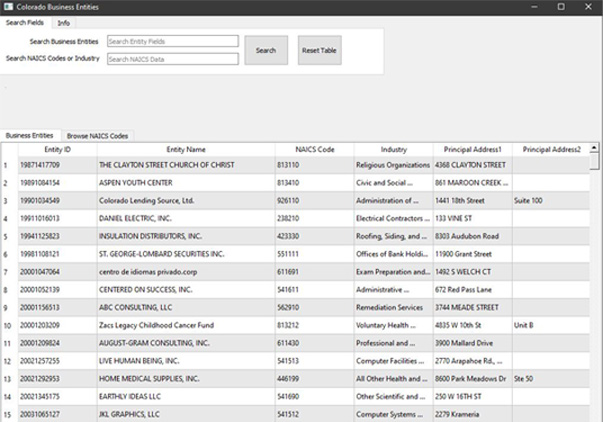 Colorado Business Entities
Search Fields Info
Search Business Entities Search Entity Fields Search Reset Table
Search NAICS Codes or Industry Search NAICS Data
Business Entities Browse NAICS Codes
Entity ID Entity Name NAICS Code Industry Principal Address1 Principal Address2
1 19871417709 THE CLAYTON STREET CHURCH OF CHRIST 813110 Religious Organizations 4368 CLAYTON STREET
2 19891084154 ASPEN YOUTH CENTER 813410 Civic and Social ... 861 MAROON CREEK ...
3 19901034549 Colorado Lending Source, Ltd. 926110 Administration of ... 1441 18th Street Suite 100
4 19911016013 DANIEL ELECTRIC, INC. 238210 Electrical Contractors ... 133 VINE ST
5 19941125823 INSULATION DISTRIBUTORS, INC. 423330 Roofing, Siding, and ... 8303 Audubon Road
6 19981108121 ST. GEORGE-LOMBARD SECURITIES INC. 551111 Offices of Bank Holdi... 11900 Grant Street
7 20001047064 centro de idiomas privado.corp 611691 Exam Preparation and... 1492 S WELCH CT
8 20001052139 CENTERED ON SUCCESS, INC. 541611 Administrative ... 672 Red Pass Lane
9 20001156513 ABC CONSULTING, LLC 562910 Remediation Services 3744 MEADE STREET
10 20001203209 Zacs Legacy Childhood Cancer Fund 813212 Voluntary Health ... 4835 W 10th St Unit B
11 20001209824 AUGUST-GRAM CONSULTING, INC. 611430 Professional and ... 3900 Mallard Drive
12 20021257255 LIVE HUMAN BEING, INC. 541513 Computer Facilities ... 2770 Arapahoe Rd., ...
13 20021292953 HOME MEDICAL SUPPLIES, INC. 446199 All Other Health and ... 8600 Park Meadows Dr Ste 50
14 20021345175 EARTHLY IDEAS LLC 541690 Other Scientific and ... 250 W 16TH ST
15 20031065127 JKL GRAPHICS, LLC 541512 Computer Systems ... 2279 Krameria